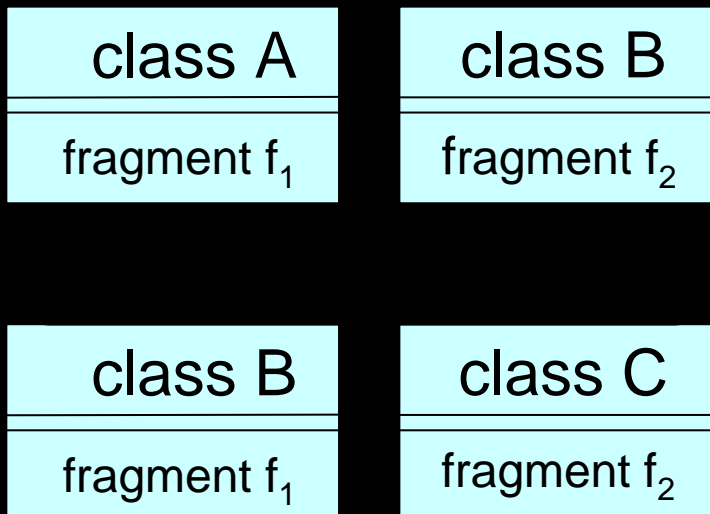 class A
fragment f₁
class B
fragment f₂
class B
fragment f₁
class C
fragment f₂